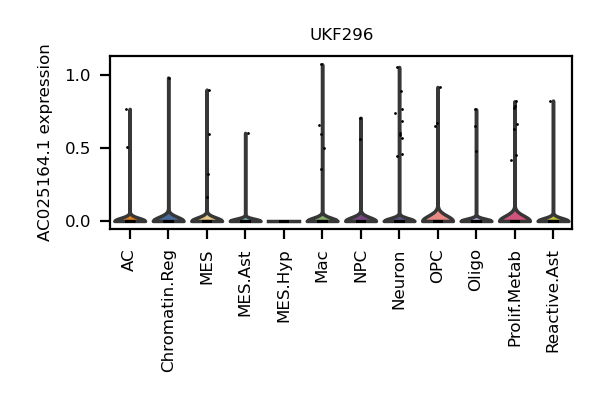 UKF296
AC025164.1 expression
1.0
0.5
0.0
AC
Chromatin.Reg
MES
MES.Ast
MES.Hyp
Mac
NPC
Neuron
OPC
Oligo
Prolif.Metab
Reactive.Ast